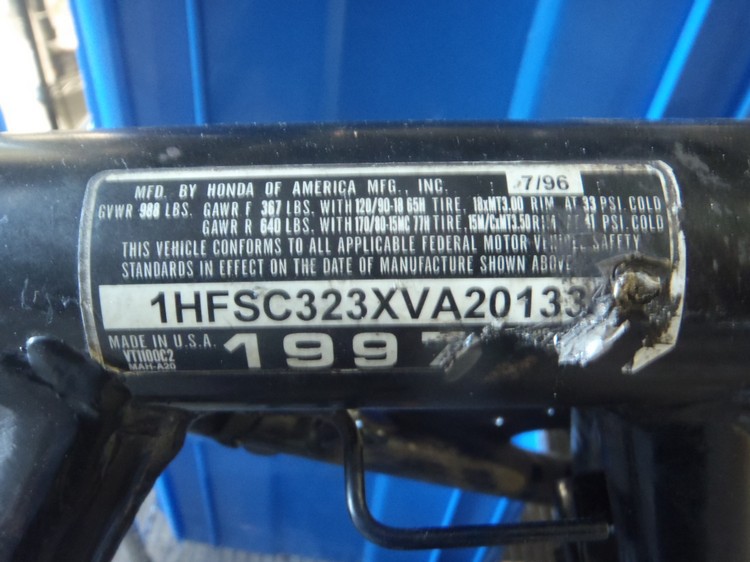 7/96
MFD. BY HONDA OF AMERICA MFG., INC.
GVWR 988 LBS. GAWR F 367 LBS. WITH 120/90-18 65H TIRE, 18xMT3.00 RIM AT 33 PSI.COLD
GAWR R 640 LBS. WITH 170/80-15MC 77H TIRE, 15M/CxMT3.50 RIM AT PSI.COLD
THIS VEHICLE CONFORMS TO ALL APPLICABLE FEDERAL MOTOR SAFETY
STANDARDS IN EFFECT ON THE DATE OF MANUFACTURE SHOWN ABOVE
1HFSC323XVA20133
MADE IN U.S.A. 1997
VT1100C2
MAH-A20